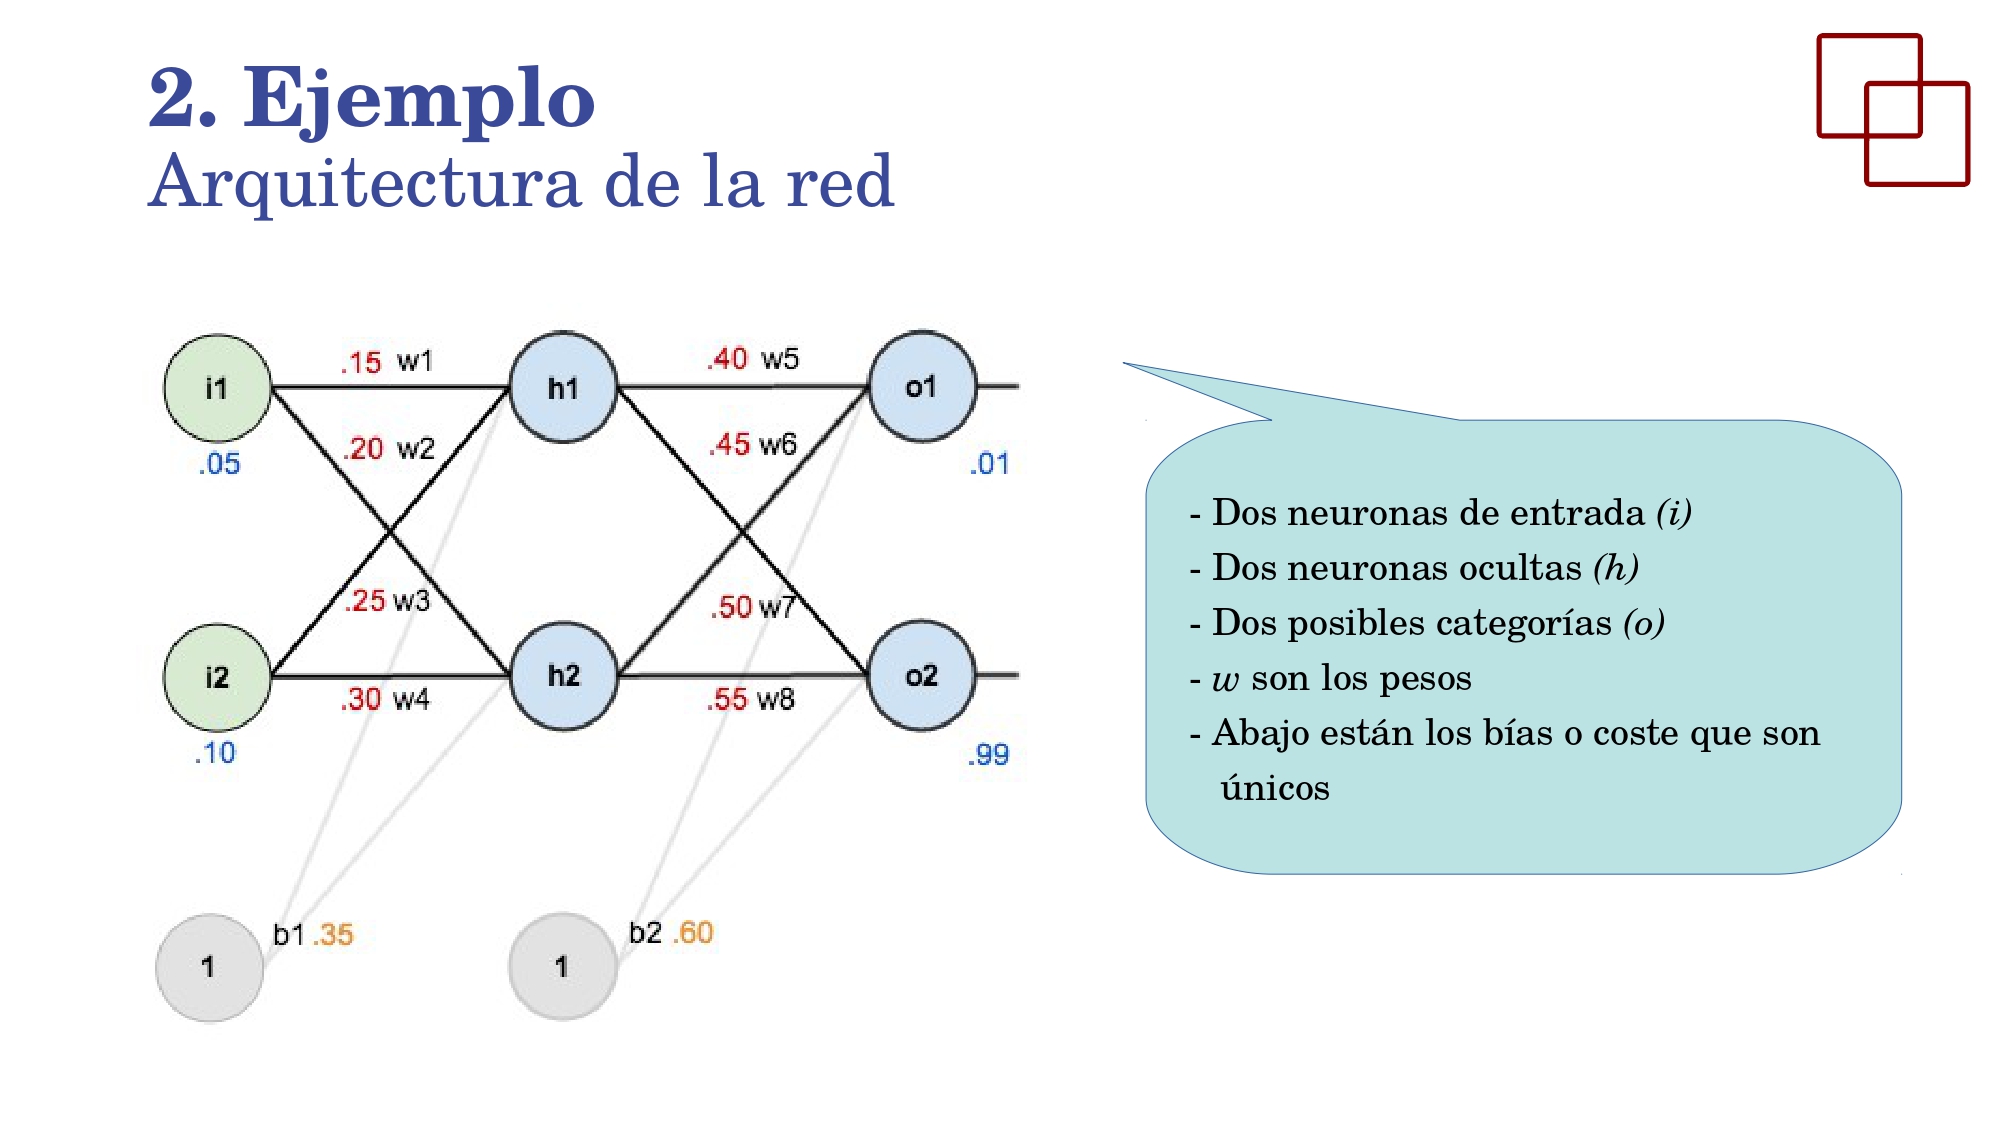 2. Ejemplo
Arquitectura de la red
i1
.15 w1
h1
.40 w5
o1
.05
.20 w2
.45 w6
.01
.25 w3
.50 w7
i2
.30 w4
h2
.55 w8
o2
.10
.99
1
b1 .35
1
b2 .60
- Dos neuronas de entrada (i)
- Dos neuronas ocultas (h)
- Dos posibles categorías (o)
- w son los pesos
- Abajo están los bías o coste que son
únicos